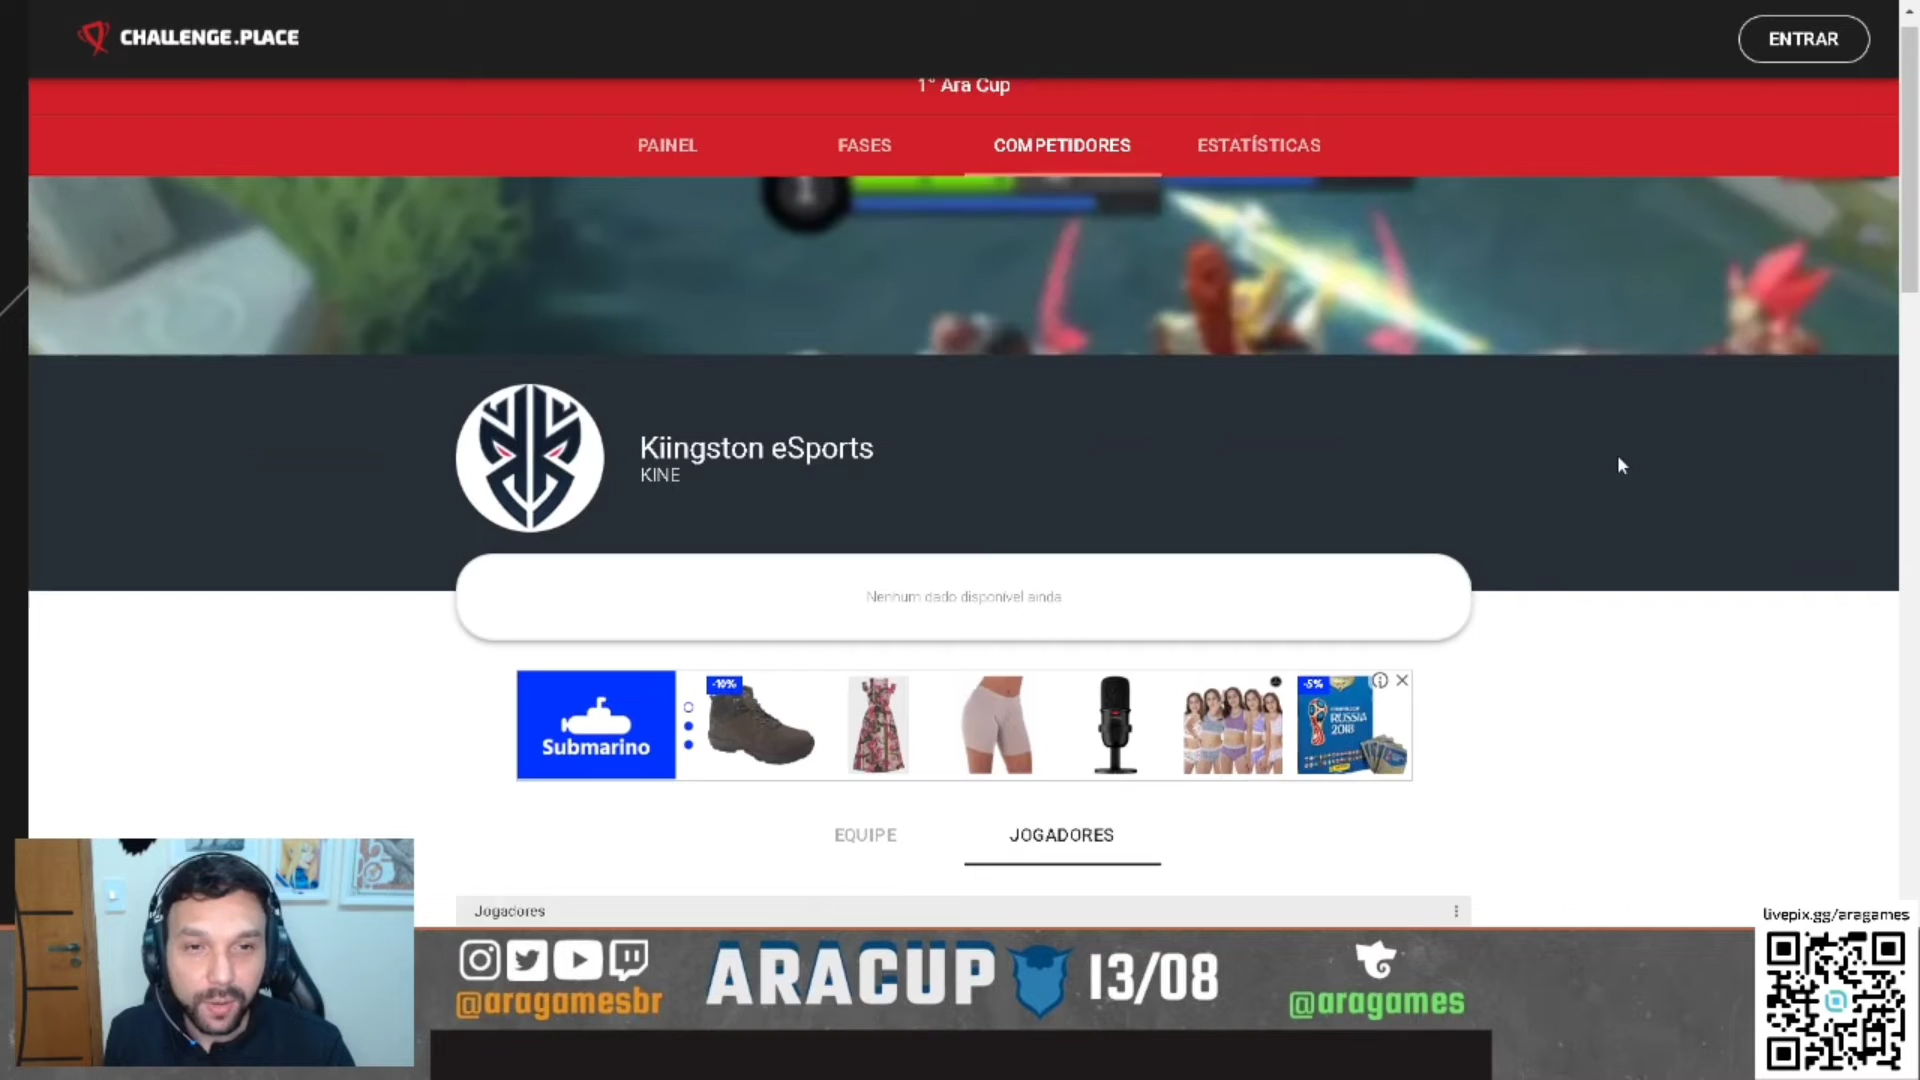 CHALLENGE.PLACE
ENTRAR
1° Ara Cup
PAINEL
FASES
COMPETIDORES
ESTATÍSTICAS
Kiingston eSports
KINE
Nenhum dado disponível ainda
Submarino
-10%
-5%
RUSSIA
2018
EQUIPE
JOGADORES
Jogadores
livepix.gg/aragames
@aragamesbr
ARACUP 13/08
@aragames